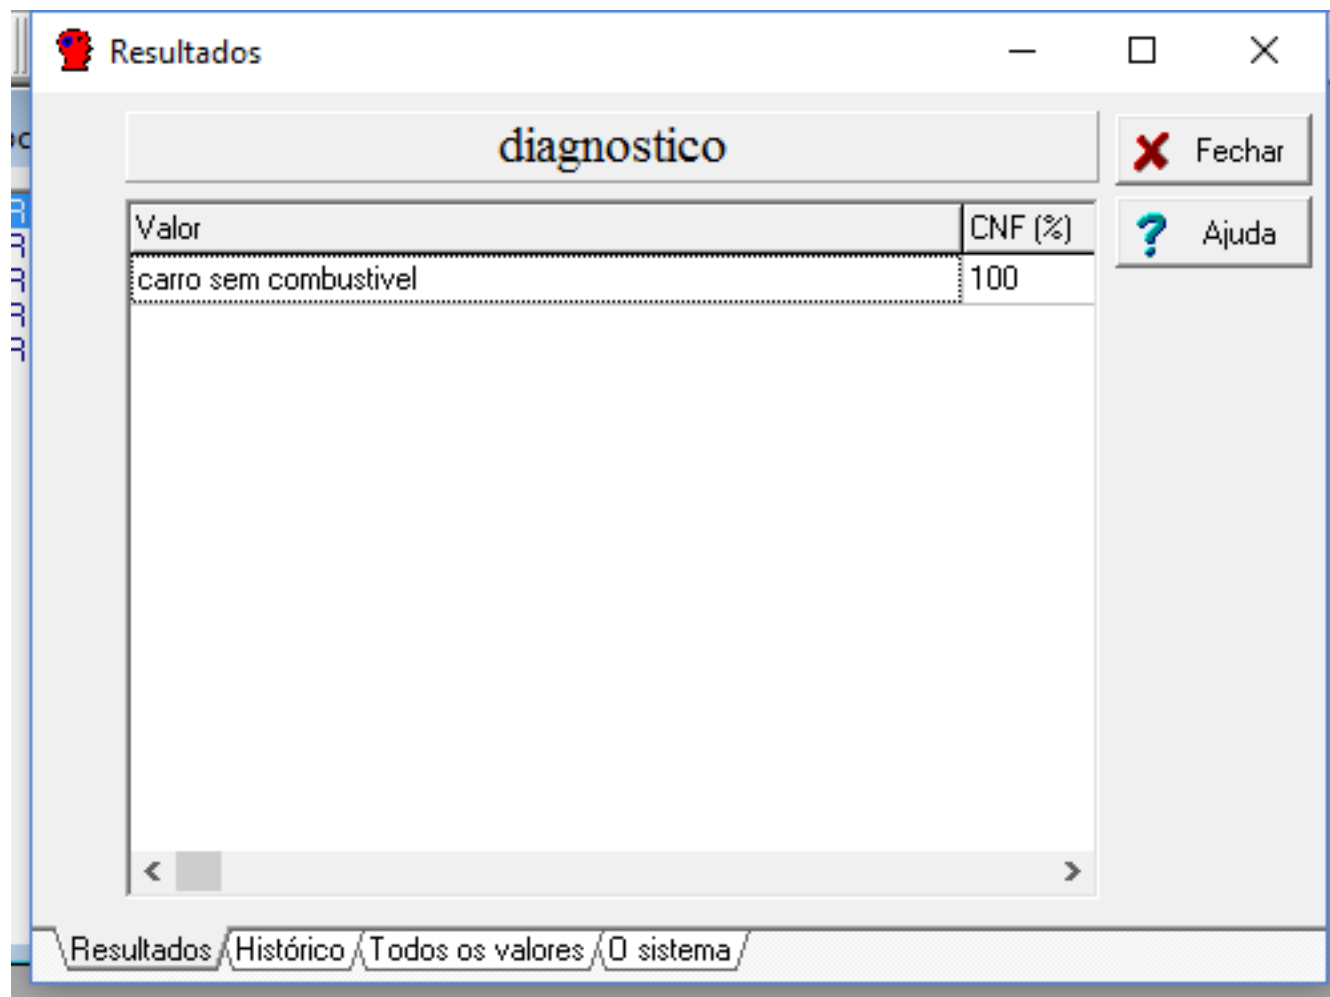 Resultados
diagnostico
Fechar
Valor
CNF (%)
Ajuda
carro sem combustivel
100
R
R
R
R
R
Resultados
Histórico
Todos os valores
O sistema